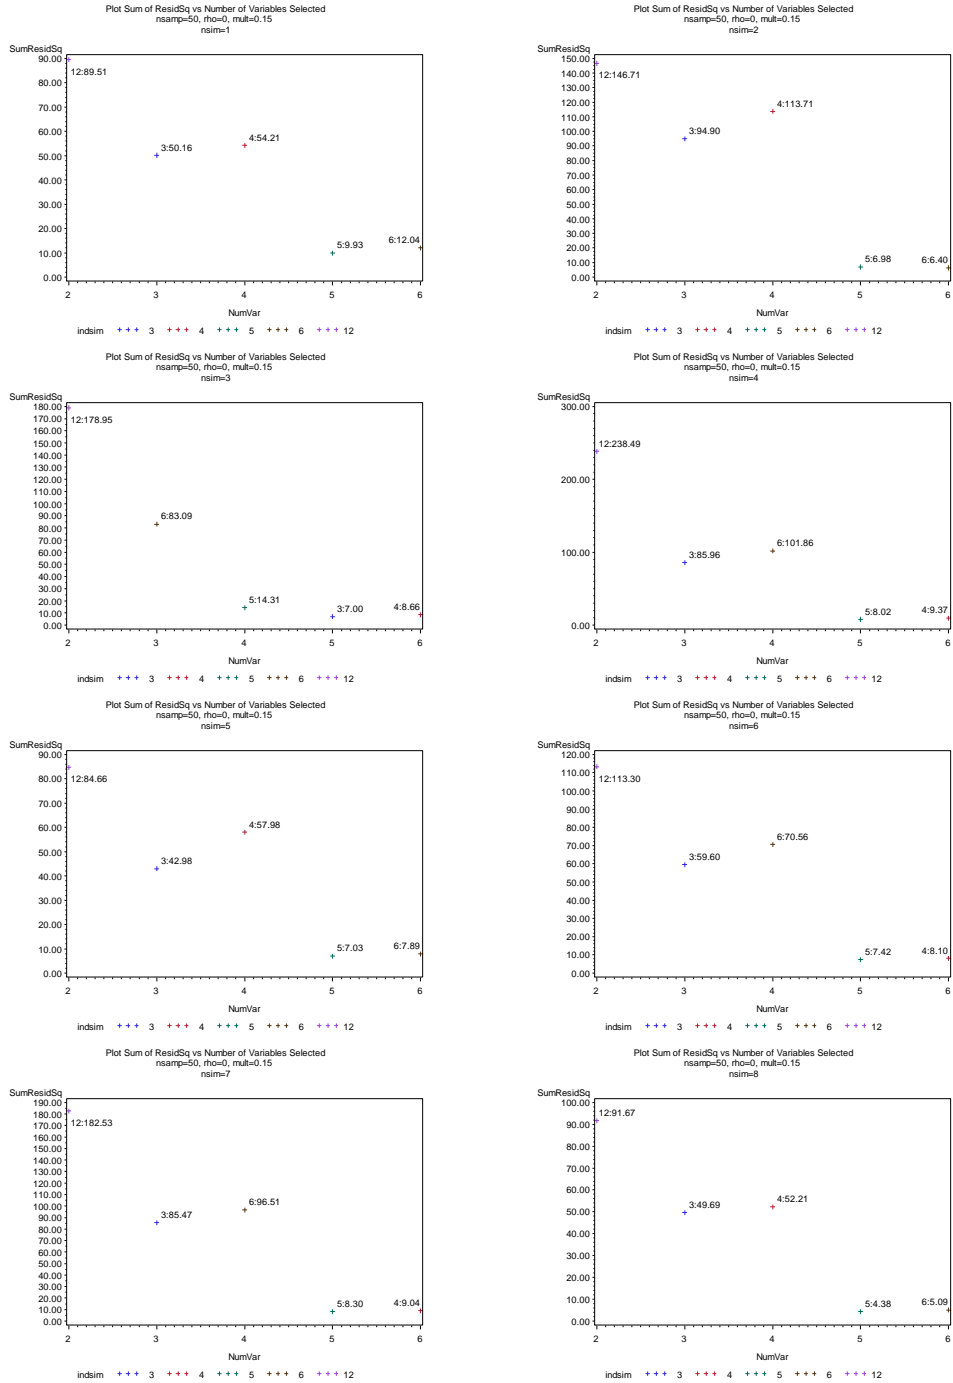 Plot Sum of ResidSq vs Number of Variables Selected
nsamp=50, rho=0, mult=0.15
nsim=1
SumResidSq
90.00
80.00
70.00
60.00
50.00
40.00
30.00
20.00
10.00
0.00
12:89.51
3:50.16
4:54.21
5:9.93
6:12.04
2 3 4 5 6
NumVar
indsim +++ 3 +++ 4 +++ 5 +++ 6 +++ 12
Plot Sum of ResidSq vs Number of Variables Selected
nsamp=50, rho=0, mult=0.15
nsim=2
SumResidSq
150.00
140.00
130.00
120.00
110.00
100.00
90.00
80.00
70.00
60.00
50.00
40.00
30.00
20.00
10.00
0.00
12:146.71
3:94.90
4:113.71
5:6.98
6:6.40
2 3 4 5 6
NumVar
indsim +++ 3 +++ 4 +++ 5 +++ 6 +++ 12
Plot Sum of ResidSq vs Number of Variables Selected
nsamp=50, rho=0, mult=0.15
nsim=3
SumResidSq
180.00
170.00
160.00
150.00
140.00
130.00
120.00
110.00
100.00
90.00
80.00
70.00
60.00
50.00
40.00
30.00
20.00
10.00
0.00
12:178.95
6:83.09
5:14.31
3:7.00
4:8.66
2 3 4 5 6
NumVar
indsim +++ 3 +++ 4 +++ 5 +++ 6 +++ 12
Plot Sum of ResidSq vs Number of Variables Selected
nsamp=50, rho=0, mult=0.15
nsim=4
SumResidSq
300.00
200.00
100.00
0.00
12:238.49
3:85.96
6:101.86
5:8.02
4:9.37
2 3 4 5 6
NumVar
indsim +++ 3 +++ 4 +++ 5 +++ 6 +++ 12
Plot Sum of ResidSq vs Number of Variables Selected
nsamp=50, rho=0, mult=0.15
nsim=5
SumResidSq
90.00
80.00
70.00
60.00
50.00
40.00
30.00
20.00
10.00
0.00
12:84.66
3:42.98
4:57.98
5:7.03
6:7.89
2 3 4 5 6
NumVar
indsim +++ 3 +++ 4 +++ 5 +++ 6 +++ 12
Plot Sum of ResidSq vs Number of Variables Selected
nsamp=50, rho=0, mult=0.15
nsim=6
SumResidSq
120.00
110.00
100.00
90.00
80.00
70.00
60.00
50.00
40.00
30.00
20.00
10.00
0.00
12:113.30
3:59.60
6:70.56
5:7.42
4:8.10
2 3 4 5 6
NumVar
indsim +++ 3 +++ 4 +++ 5 +++ 6 +++ 12
Plot Sum of ResidSq vs Number of Variables Selected
nsamp=50, rho=0, mult=0.15
nsim=7
SumResidSq
190.00
180.00
170.00
160.00
150.00
140.00
130.00
120.00
110.00
100.00
90.00
80.00
70.00
60.00
50.00
40.00
30.00
20.00
10.00
0.00
12:182.53
3:85.47
6:96.51
5:8.30
4:9.04
2 3 4 5 6
NumVar
indsim +++ 3 +++ 4 +++ 5 +++ 6 +++ 12
Plot Sum of ResidSq vs Number of Variables Selected
nsamp=50, rho=0, mult=0.15
nsim=8
SumResidSq
100.00
90.00
80.00
70.00
60.00
50.00
40.00
30.00
20.00
10.00
0.00
12:91.67
3:49.69
4:52.21
5:4.38
6:5.09
2 3 4 5 6
NumVar
indsim +++ 3 +++ 4 +++ 5 +++ 6 +++ 12